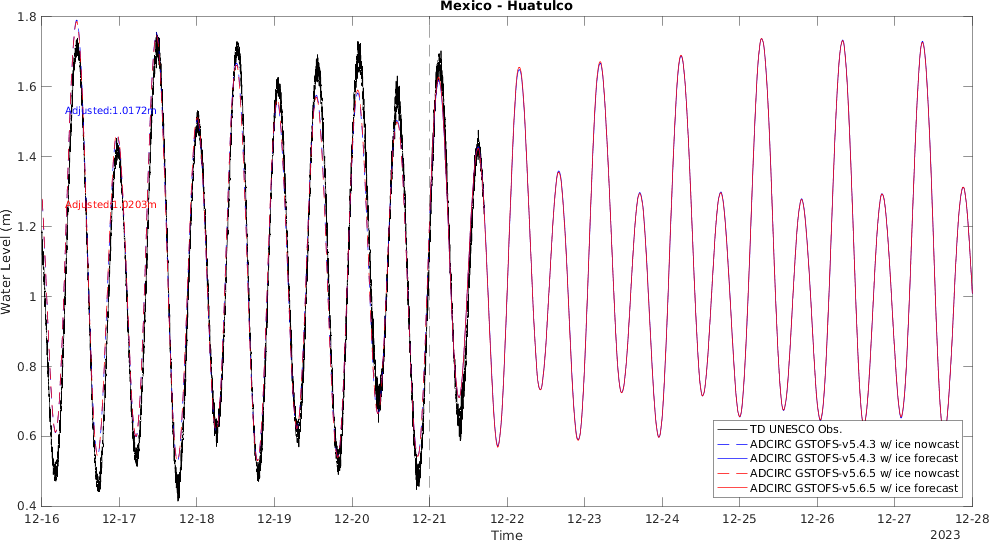 Mexico - Huatulco
1.8
1.6
1.4
1.2
1
0.8
0.6
0.4
Water Level (m)
Adjusted:1.0172m
Adjusted:1.0203m
TD UNESCO Obs.
ADCIRC GSTOFS-v5.4.3 w/ ice nowcast
ADCIRC GSTOFS-v5.4.3 w/ ice forecast
ADCIRC GSTOFS-v5.6.5 w/ ice nowcast
ADCIRC GSTOFS-v5.6.5 w/ ice forecast
12-16 12-17 12-18 12-19 12-20 12-21 12-22 12-23 12-24 12-25 12-26 12-27 12-28
Time
2023